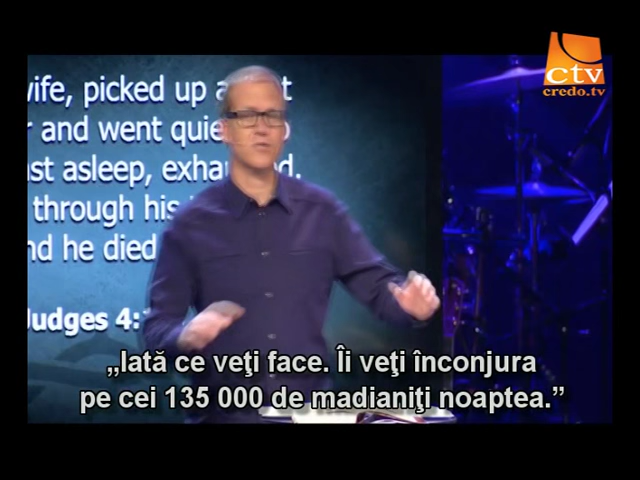 ctv
credo.tv
wife, picked up a
and went quie
asleep, exha
through his
he died
Judges 4:
„Iată ce veţi face. Îi veţi înconjura
pe cei 135 000 de madianiţi noaptea.”